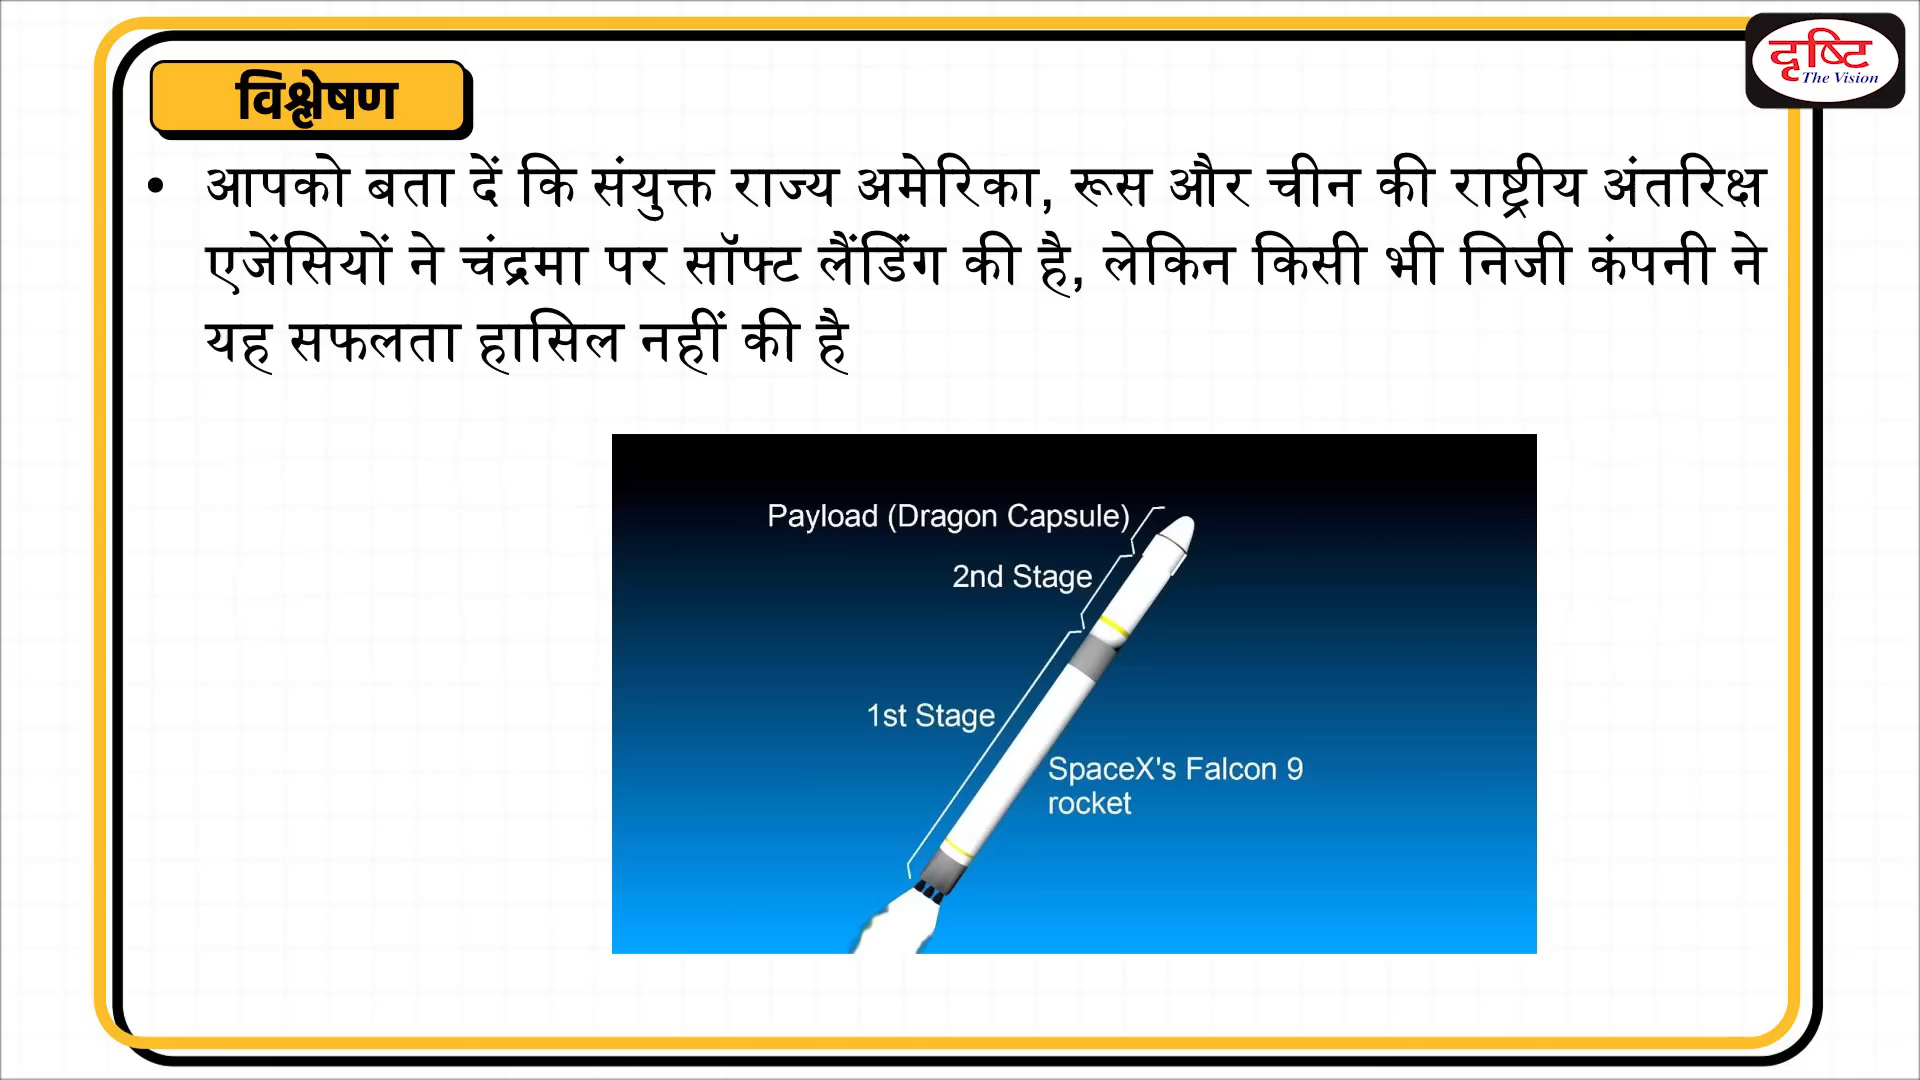 दृष्टि
The Vision
विश्लेषण
• आपको बता दें कि संयुक्त राज्य अमेरिका, रूस और चीन की राष्ट्रीय अंतरिक्ष
एजेंसियों ने चंद्रमा पर सॉफ्ट लैंडिंग की है, लेकिन किसी भी निजी कंपनी ने
यह सफलता हासिल नहीं की है
Payload (Dragon Capsule)
2nd Stage
1st Stage
SpaceX's Falcon 9
rocket